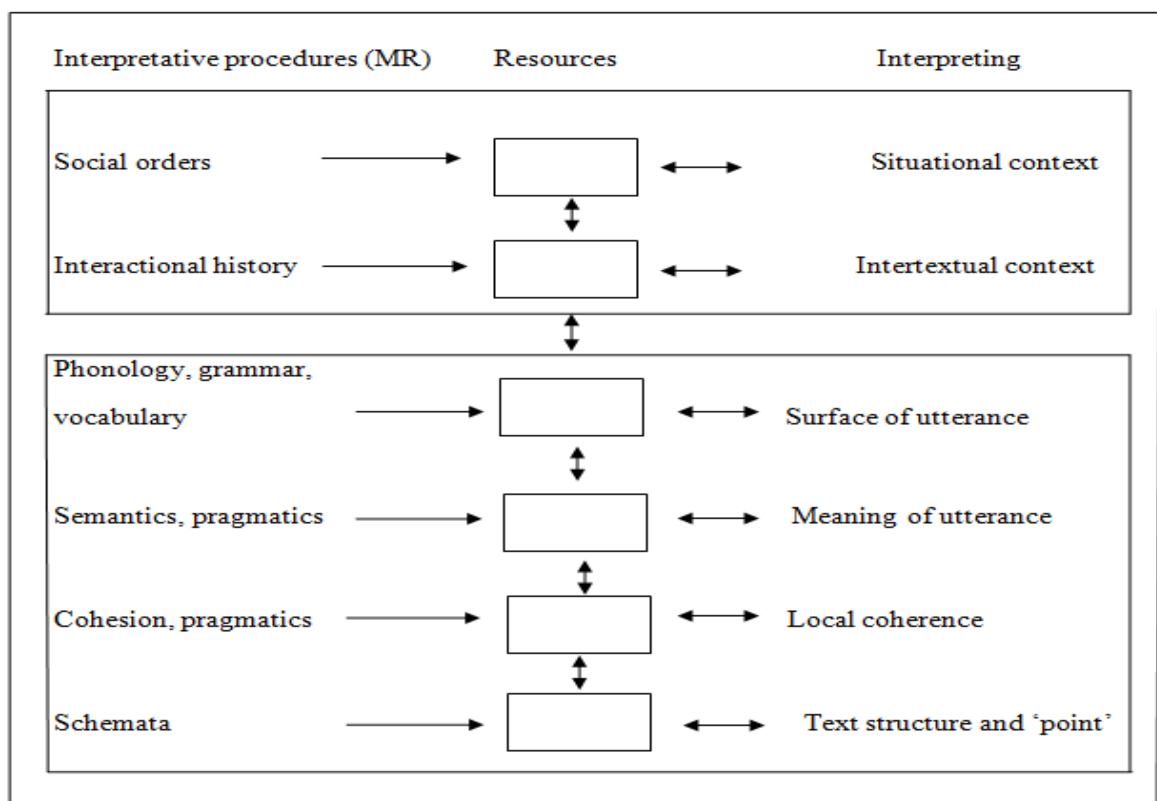 Interpretative procedures (MR) Resources Interpreting
Social orders Situational context
Interactional history Intertextual context
Phonology, grammar,
vocabulary Surface of utterance
Semantics, pragmatics Meaning of utterance
Cohesion, pragmatics Local coherence
Schemata Text structure and ‘point’